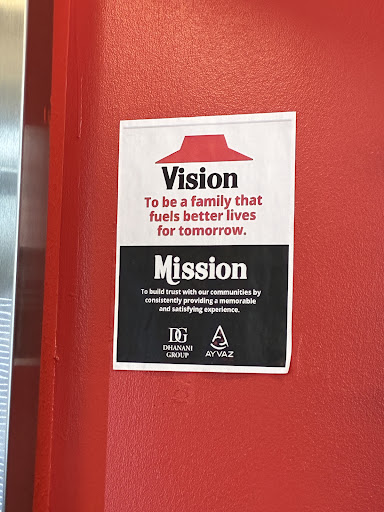 Vision
To be a family that
fuels better lives
for tomorrow.
Mission
To build trust with our communities by
consistently providing a memorable
and satisfying experience.
DG
DHANANI
GROUP
AYVAZ